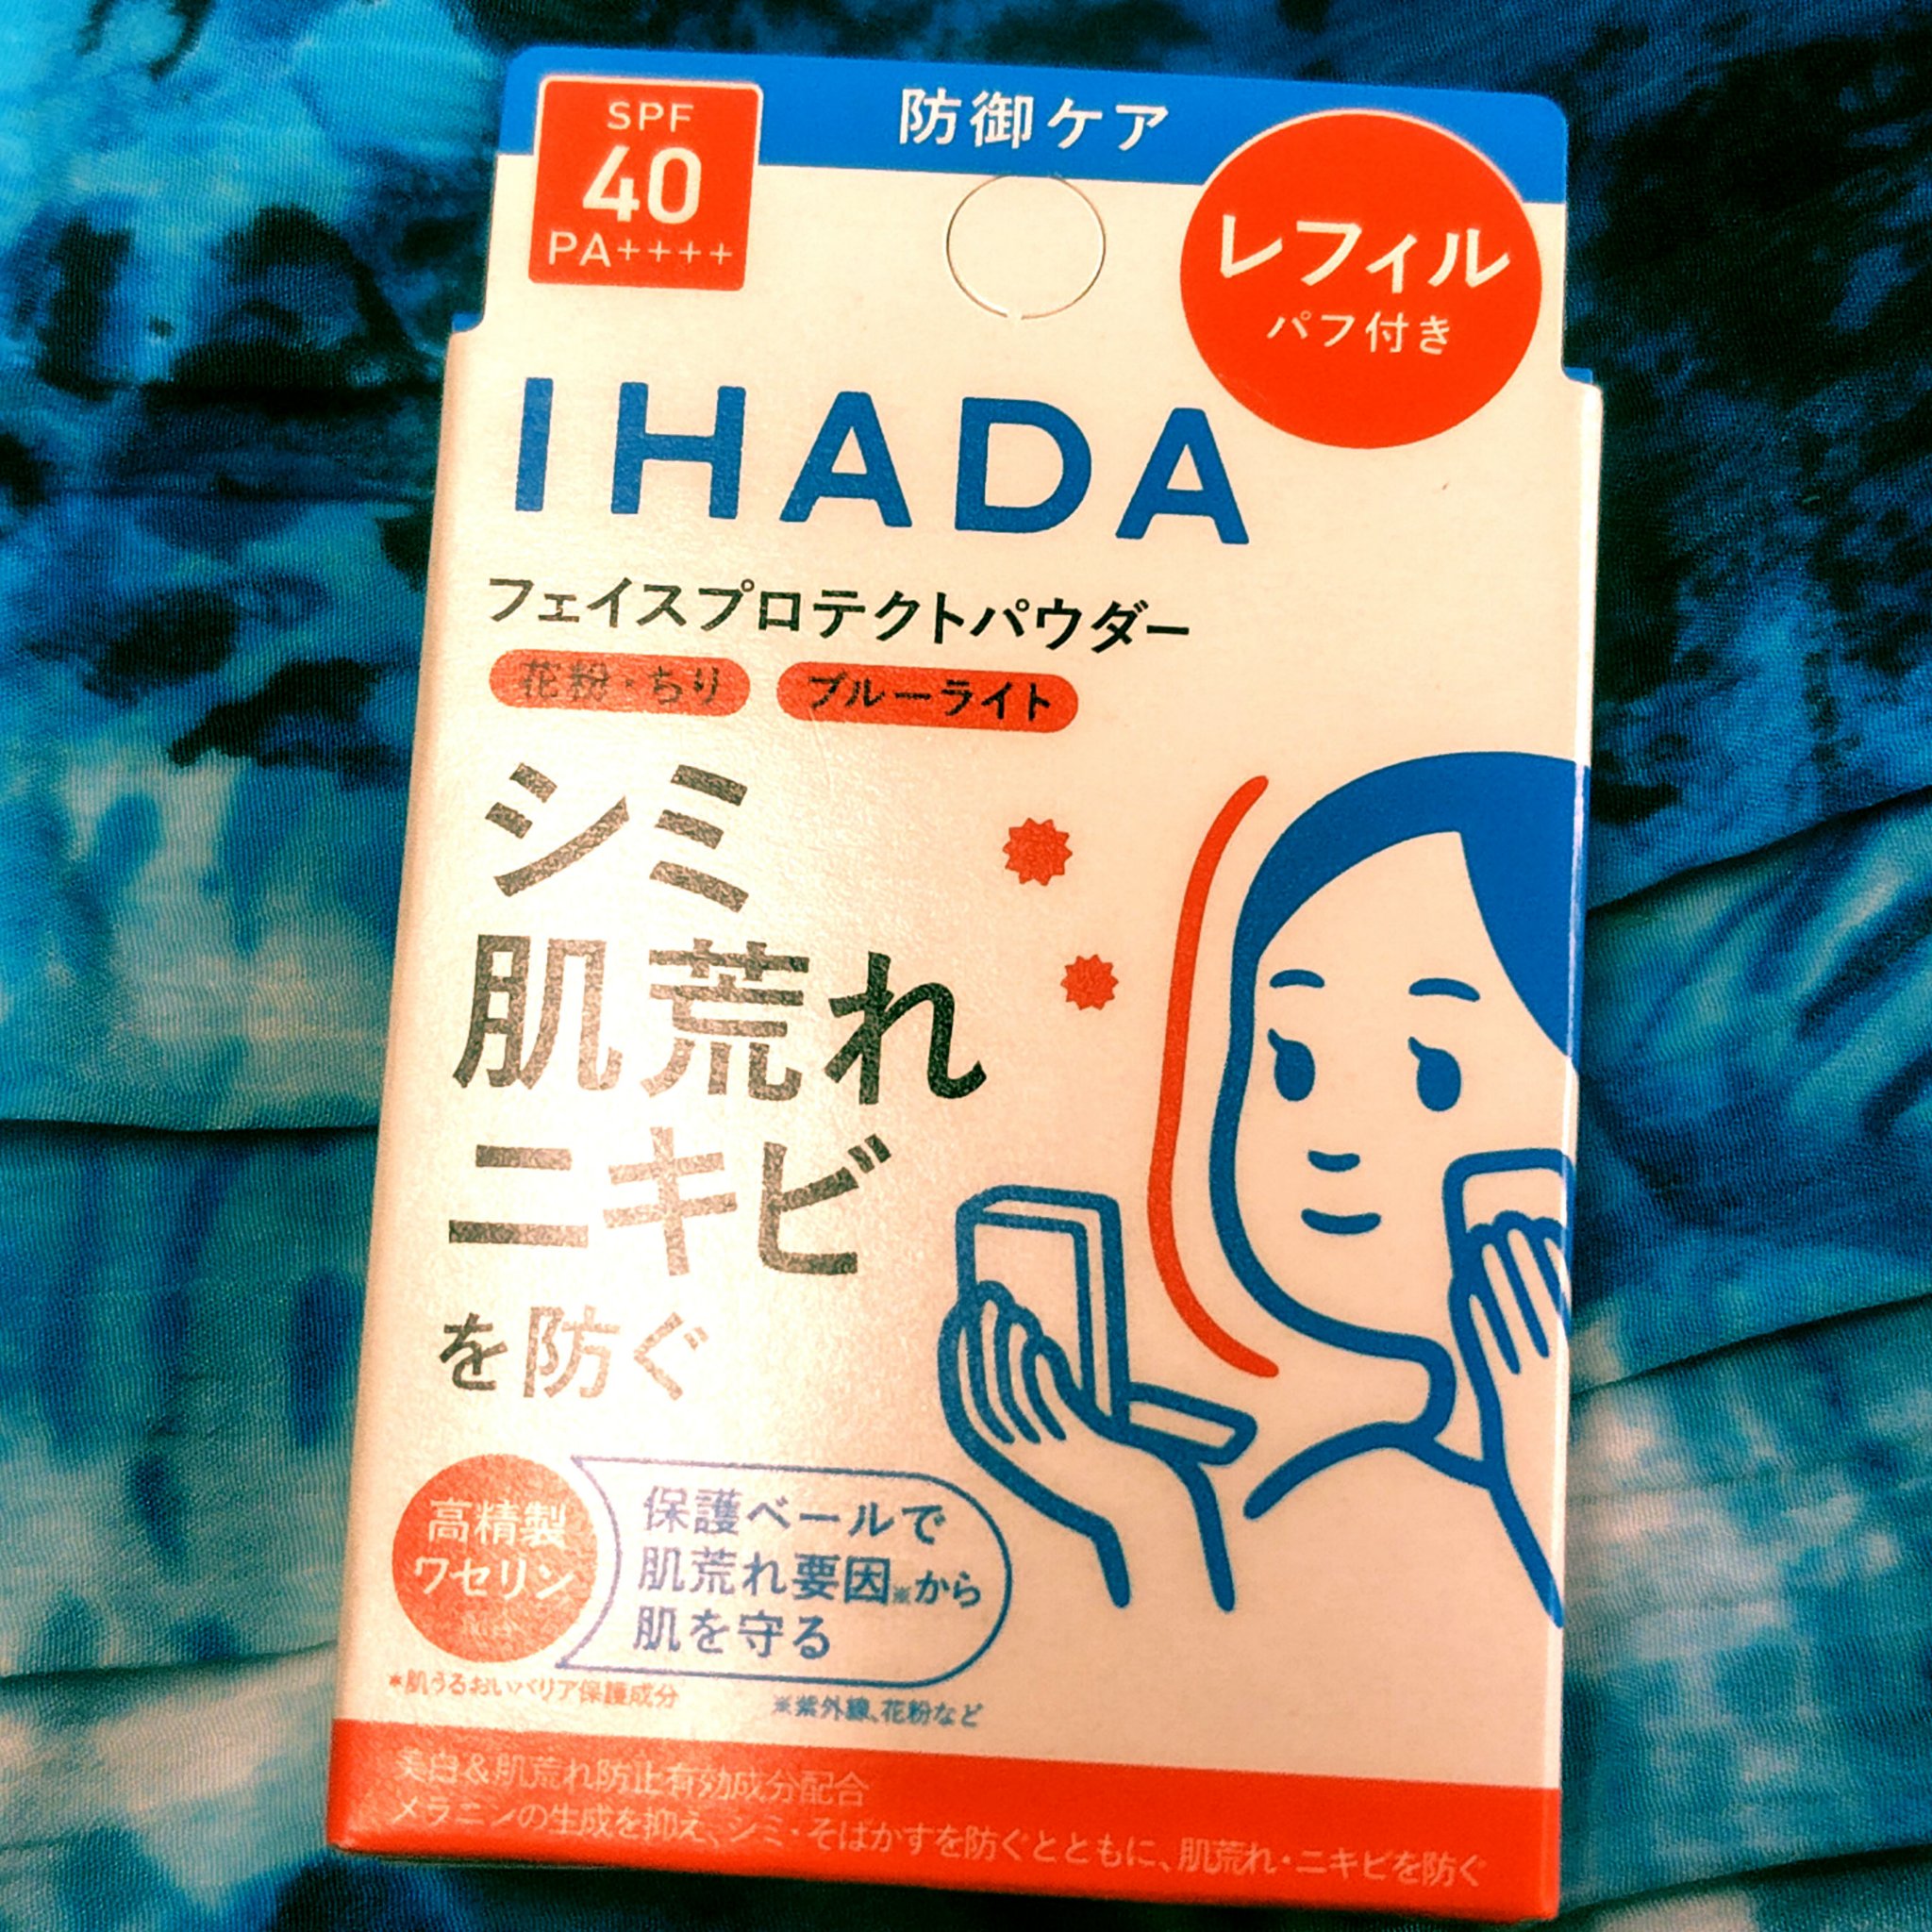 防御ケア
SPF
40
PA++++
レフィル
パフ付き
IHADA
フェイスプロテクトパウダー
花粉・ちり
ブルーライト
シミ
肌荒れ
ニキビ
を防ぐ
高精製
ワセリン
保護ベールで
肌荒れ要因※から
肌を守る
*肌うるおいバリア保護成分
※紫外線、花粉など
美白&肌荒れ防止有効成分配合
メラニンの生成を抑え、シミ・そばかすを防ぐとともに、肌荒れ・ニキビを防ぐ